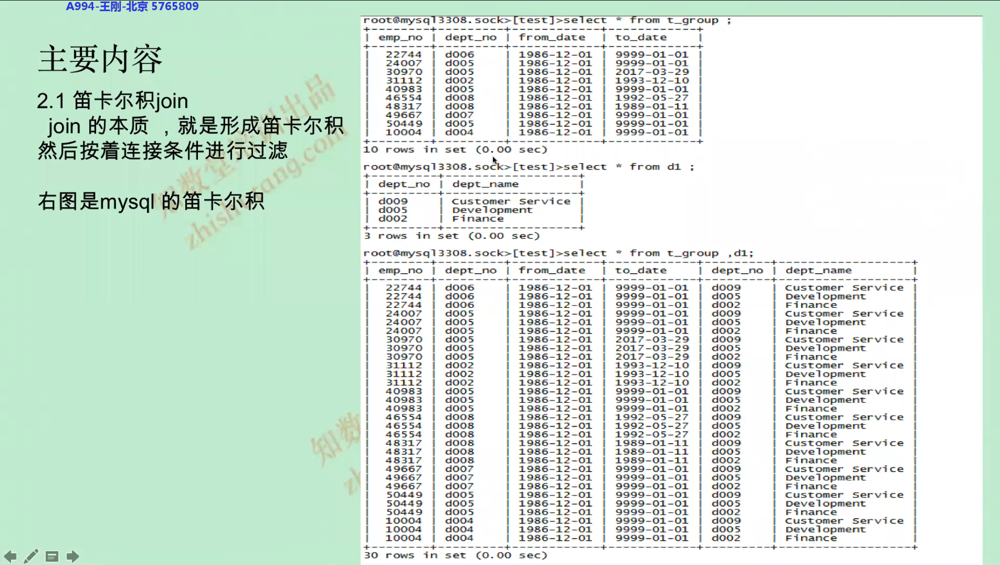 A994-王刚-北京 5765809
主要内容
2.1 笛卡尔积join
join 的本质 ，就是形成笛卡尔积
然后按着连接条件进行过滤
右图是mysql 的笛卡尔积
知数堂培训出品
zhishutang.com
root@mysql3308.sock>[test]>select * from t_group ;
| emp_no | dept_no | from_date | to_date |
| 22744 | d006 | 1986-12-01 | 9999-01-01 |
| 24007 | d005 | 1986-12-01 | 9999-01-01 |
| 30970 | d005 | 1986-12-01 | 2017-03-29 |
| 31112 | d002 | 1986-12-01 | 1993-12-10 |
| 40983 | d005 | 1986-12-01 | 9999-01-01 |
| 46554 | d008 | 1986-12-01 | 1992-05-27 |
| 48317 | d008 | 1986-12-01 | 1989-01-11 |
| 49667 | d007 | 1986-12-01 | 9999-01-01 |
| 50449 | d005 | 1986-12-01 | 9999-01-01 |
| 10004 | d004 | 1986-12-01 | 9999-01-01 |
10 rows in set (0.00 sec)
root@mysql3308.sock>[test]>select * from d1 ;
| dept_no | dept_name |
| d009 | Customer Service |
| d005 | Development |
| d002 | Finance |
3 rows in set (0.00 sec)
root@mysql3308.sock>[test]>select * from t_group ,d1;
| emp_no | dept_no | from_date | to_date | dept_no | dept_name |
| 22744 | d006 | 1986-12-01 | 9999-01-01 | d009 | Customer Service |
| 22744 | d006 | 1986-12-01 | 9999-01-01 | d005 | Development |
| 22744 | d006 | 1986-12-01 | 9999-01-01 | d002 | Finance |
| 24007 | d005 | 1986-12-01 | 9999-01-01 | d009 | Customer Service |
| 24007 | d005 | 1986-12-01 | 9999-01-01 | d005 | Development |
| 24007 | d005 | 1986-12-01 | 9999-01-01 | d002 | Finance |
| 30970 | d005 | 1986-12-01 | 2017-03-29 | d009 | Customer Service |
| 30970 | d005 | 1986-12-01 | 2017-03-29 | d005 | Development |
| 30970 | d005 | 1986-12-01 | 2017-03-29 | d002 | Finance |
| 31112 | d002 | 1986-12-01 | 1993-12-10 | d009 | Customer Service |
| 31112 | d002 | 1986-12-01 | 1993-12-10 | d005 | Development |
| 31112 | d002 | 1986-12-01 | 1993-12-10 | d002 | Finance |
| 40983 | d005 | 1986-12-01 | 9999-01-01 | d009 | Customer Service |
| 40983 | d005 | 1986-12-01 | 9999-01-01 | d005 | Development |
| 40983 | d005 | 1986-12-01 | 9999-01-01 | d002 | Finance |
| 46554 | d008 | 1986-12-01 | 1992-05-27 | d009 | Customer Service |
| 46554 | d008 | 1986-12-01 | 1992-05-27 | d005 | Development |
| 46554 | d008 | 1986-12-01 | 1992-05-27 | d002 | Finance |
| 48317 | d008 | 1986-12-01 | 1989-01-11 | d009 | Customer Service |
| 48317 | d008 | 1986-12-01 | 1989-01-11 | d005 | Development |
| 48317 | d008 | 1986-12-01 | 1989-01-11 | d002 | Finance |
| 49667 | d007 | 1986-12-01 | 9999-01-01 | d009 | Customer Service |
| 49667 | d007 | 1986-12-01 | 9999-01-01 | d005 | Development |
| 49667 | d007 | 1986-12-01 | 9999-01-01 | d002 | Finance |
| 50449 | d005 | 1986-12-01 | 9999-01-01 | d009 | Customer Service |
| 50449 | d005 | 1986-12-01 | 9999-01-01 | d005 | Development |
| 50449 | d005 | 1986-12-01 | 9999-01-01 | d002 | Finance |
| 10004 | d004 | 1986-12-01 | 9999-01-01 | d009 | Customer Service |
| 10004 | d004 | 1986-12-01 | 9999-01-01 | d005 | Development |
| 10004 | d004 | 1986-12-01 | 9999-01-01 | d002 | Finance |
30 rows in set (0.00 sec)
知数
zh